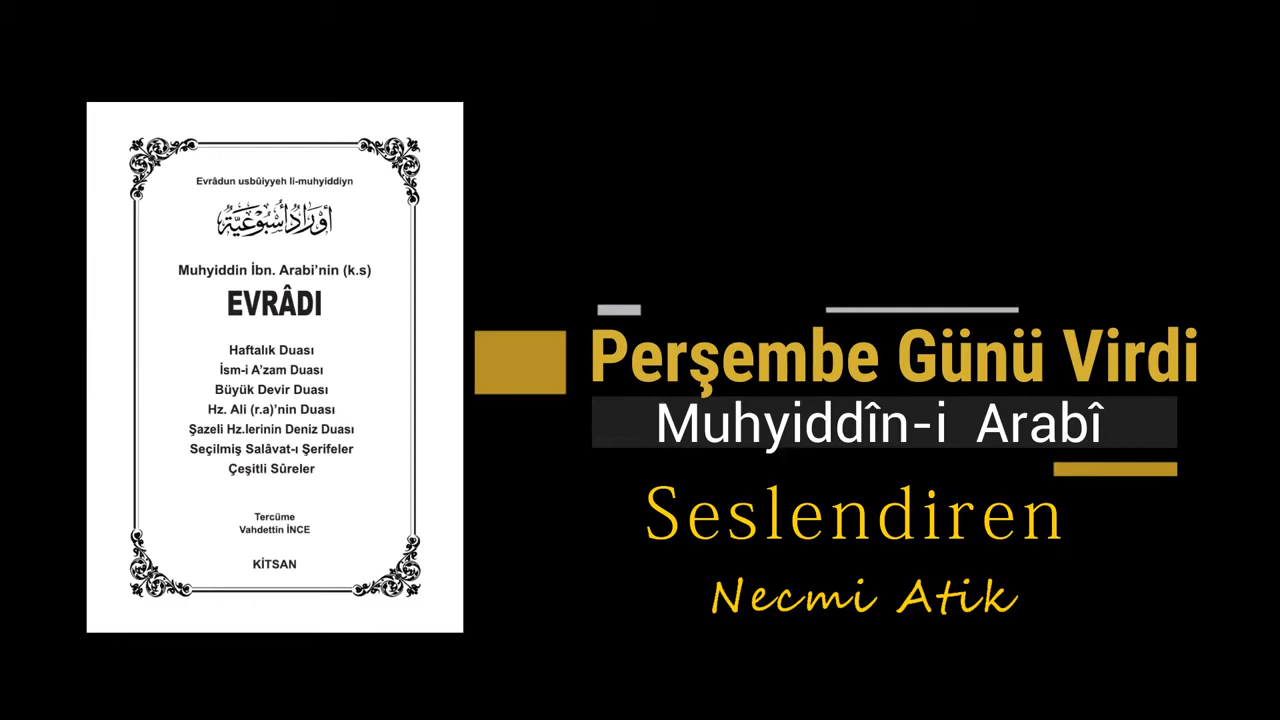 Evrâdun usbûiyyeh li-muhyiddiyn
أَوْرَادُ أُسْبُوعِيَّةُ
Muhyiddin İbn. Arabi’nin (k.s)
EVRÂDI
Haftalık Duası
İsm-i A’zam Duası
Büyük Devir Duası
Hz. Ali (r.a)’nin Duası
Şazeli Hz.lerinin Deniz Duası
Seçilmiş Salâvat-ı Şerifeler
Çeşitli Sûreler
Tercüme
Vahdettin İNCE
KİTSAN
Perşembe Günü Virdi
Muhyiddîn-i Arabî
Seslendiren
Necmi Atik